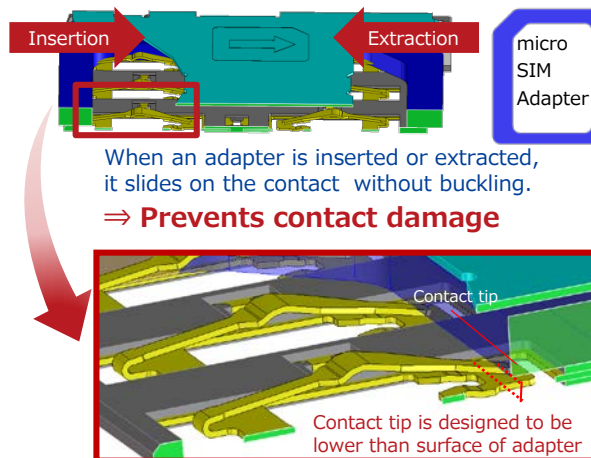 Insertion
Extraction
micro
SIM
Adapter
When an adapter is inserted or extracted,
it slides on the contact without buckling.
⇒ Prevents contact damage
Contact tip
Contact tip is designed to be
lower than surface of adapter